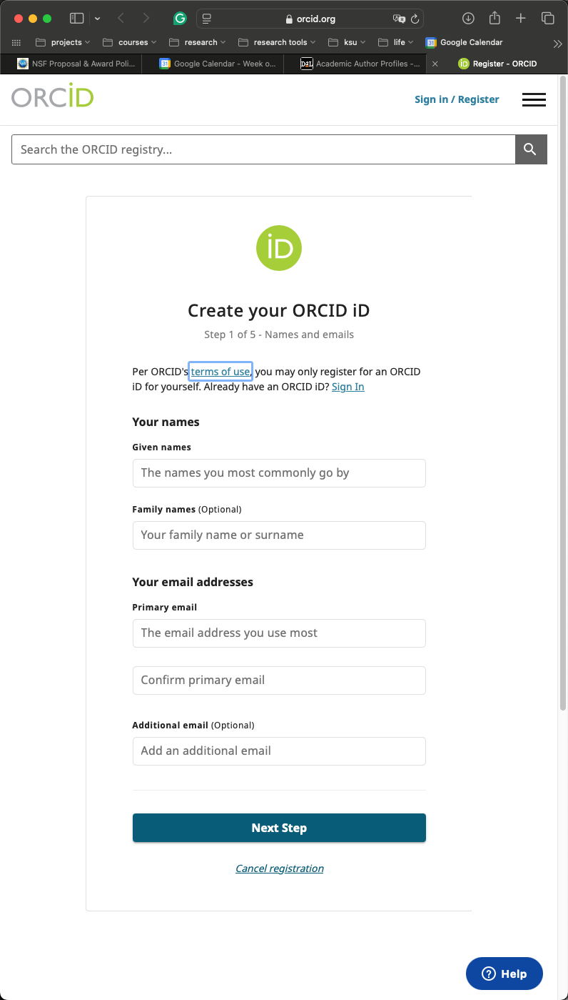 orcid.org
projects
courses
research
research tools
ksu
life
Google Calendar
NSF Proposal & Award Poli...
Google Calendar - Week o...
Academic Author Profiles -...
Register - ORCID
ORCID
Sign in / Register
Search the ORCID registry...
iD
Create your ORCID iD
Step 1 of 5 - Names and emails
Per ORCID's terms of use, you may only register for an ORCID
iD for yourself. Already have an ORCID iD? Sign In
Your names
Given names
The names you most commonly go by
Family names (Optional)
Your family name or surname
Your email addresses
Primary email
The email address you use most
Confirm primary email
Additional email (Optional)
Add an additional email
Next Step
Cancel registration
Help